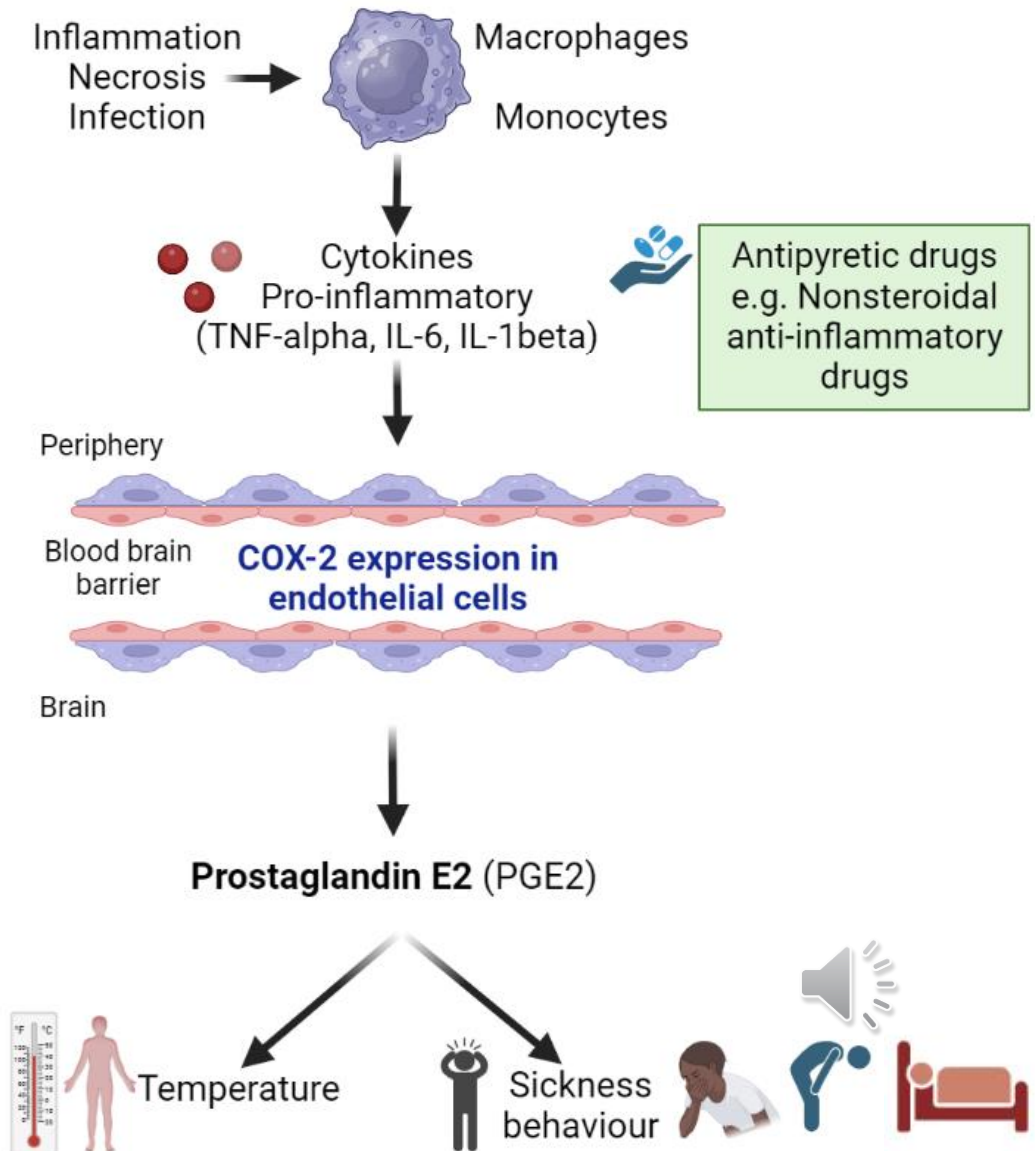 Inflammation
Necrosis
Infection
Macrophages
Monocytes
Cytokines
Pro-inflammatory
(TNF-alpha, IL-6, IL-1beta)
Antipyretic drugs
e.g. Nonsteroidal
anti-inflammatory
drugs
Periphery
Blood brain
barrier
COX-2 expression in
endothelial cells
Brain
Prostaglandin E2 (PGE2)
°F °C
Temperature
Sickness
behaviour